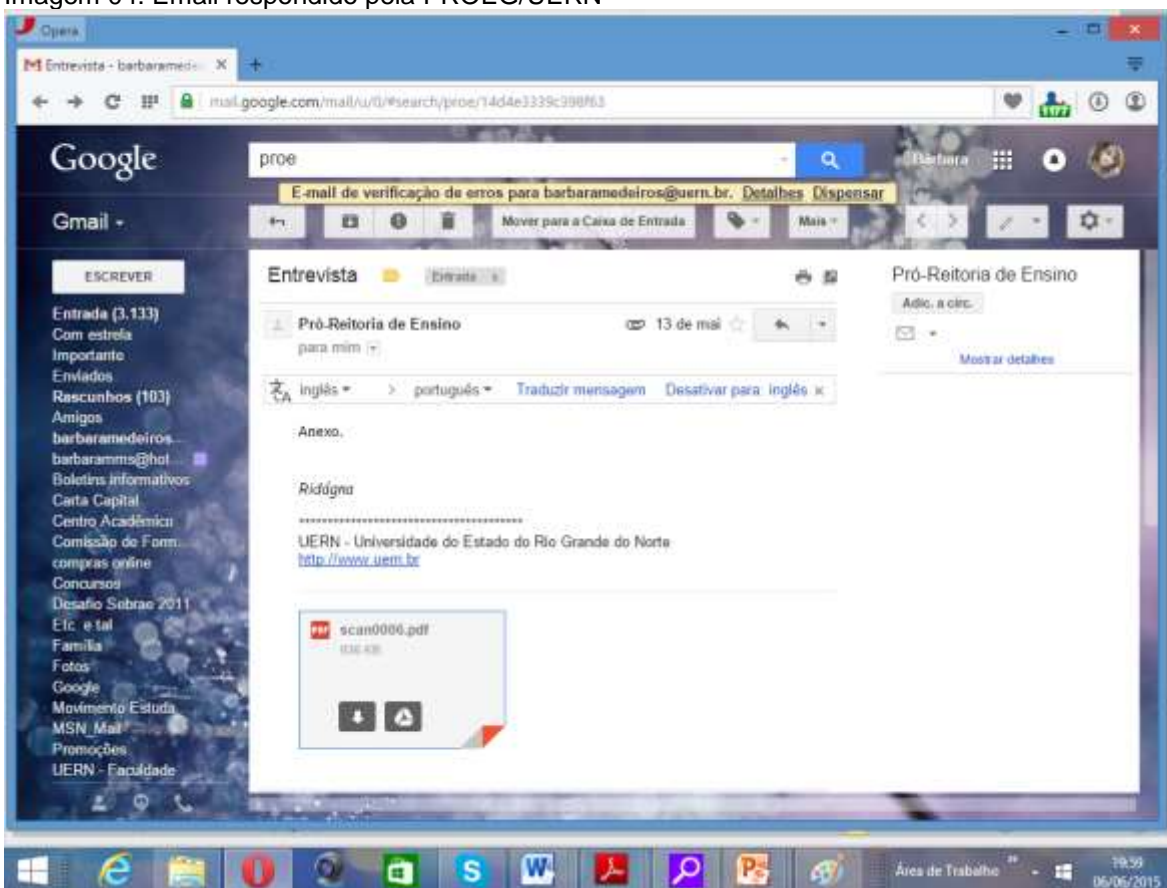 Imagem 04: Email respondido pela PROEG/UERN
Opera
Entrevista - barbaramede
mail.google.com/mail/u/0/#search/proe/14d4e3339c398f63
1177
Google
proe
Bárbara
E-mail de verificação de erros para barbaramedeiros@uern.br. Detalhes Dispensar
Gmail
Mover para a Caixa de Entrada
Mais
ESCREVER
Entrada (3.133)
Com estrela
Importante
Enviados
Rascunhos (103)
Amigos
barbaramedeiros...
barbaramms@hot...
Boletins informativos
Carta Capital
Centro Acadêmico
Comissão de Form...
compras online
Concursos
Desafio Sebrae 2011
Etc e tal
Família
Fotos
Google
Movimento Estuda
MSN_Mail
Promoções
UERN - Faculdade
Entrevista
Entrada x
Pró-Reitoria de Ensino
13 de mai
para mim
inglês > português Traduzir mensagem Desativar para: inglês x
Anexo.
Ridágna
****************************************
UERN - Universidade do Estado do Rio Grande do Norte
http://www.uern.br
PDF scan0006.pdf
Pró-Reitoria de Ensino
Adic. a circ.
Mostrar detalhes
Área de Trabalho
19:59
06/06/2015